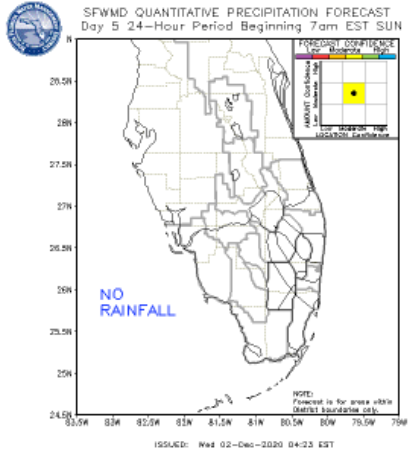 SFWMD QUANTITATIVE PRECIPITATION FORECAST
Day 5 24-Hour Period Beginning 7am EST SUN
FORECAST CONFIDENCE
Low Moderate High
AMOUNT Confidence
Low Moderate High
Low Moderate High
LOCATION Confidence
N
28.5N
28N
27.5N
27N
26.5N
26N
25.5N
25N
24.5N
NO
RAINFALL
NOTE:
Forecast is for areas within
District boundaries only.
83.5W 83W 82.5W 82W 81.5W 81W 80.5W 80W 79.5W 79W
ISSUED: Wed 02-Dec-2020 04:23 EST